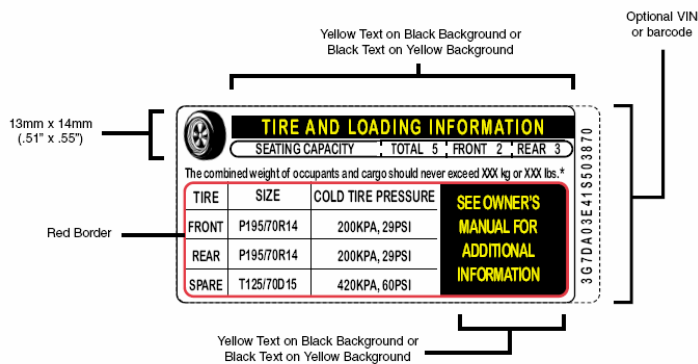 Optional VIN
or barcode
Yellow Text on Black Background or
Black Text on Yellow Background
13mm x 14mm
(.51" x .55")
TIRE AND LOADING INFORMATION
SEATING CAPACITY TOTAL 5 FRONT 2 REAR 3
The combined weight of occupants and cargo should never exceed XXX kg or XXX lbs.*
TIRE SIZE COLD TIRE PRESSURE
FRONT P195/70R14 200KPA, 29PSI
REAR P195/70R14 200KPA, 29PSI
SPARE T125/70D15 420KPA, 60PSI
SEE OWNER'S
MANUAL FOR
ADDITIONAL
INFORMATION
3G7DA03E41S503870
Red Border
Yellow Text on Black Background or
Black Text on Yellow Background